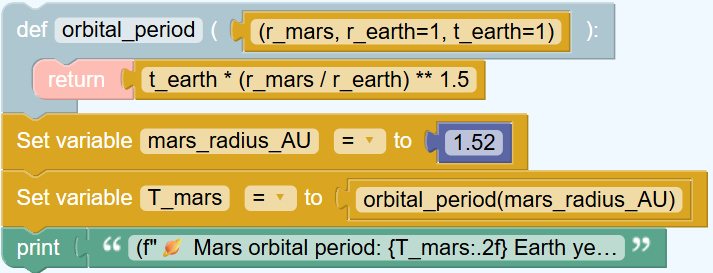 def orbital_period ( (r_mars, r_earth=1, t_earth=1) ):
return t_earth * (r_mars / r_earth) ** 1.5
Set variable mars_radius_AU = to 1.52
Set variable T_mars = to orbital_period(mars_radius_AU)
print “ (f"🪐 Mars orbital period: {T_mars:.2f} Earth ye… ”